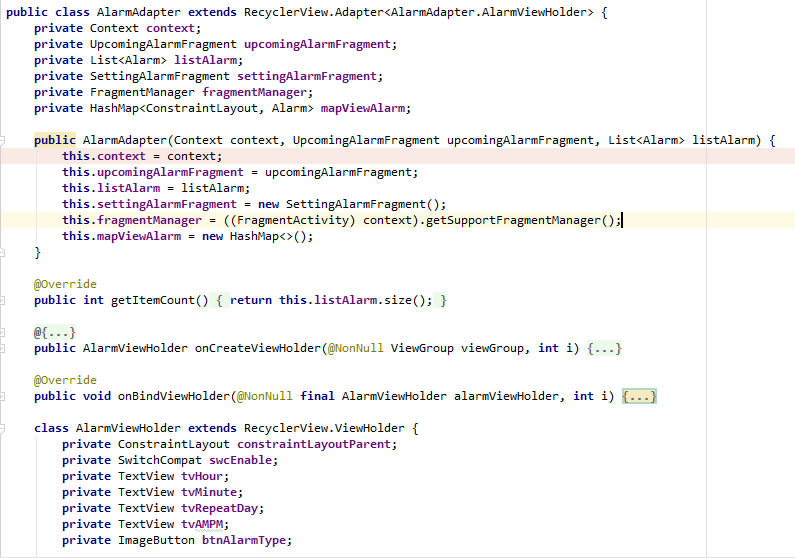 public class AlarmAdapter extends RecyclerView.Adapter<AlarmAdapter.AlarmViewHolder> {
private Context context;
private UpcomingAlarmFragment upcomingAlarmFragment;
private List<Alarm> listAlarm;
private SettingAlarmFragment settingAlarmFragment;
private FragmentManager fragmentManager;
private HashMap<ConstraintLayout, Alarm> mapViewAlarm;
public AlarmAdapter(Context context, UpcomingAlarmFragment upcomingAlarmFragment, List<Alarm> listAlarm) {
this.context = context;
this.upcomingAlarmFragment = upcomingAlarmFragment;
this.listAlarm = listAlarm;
this.settingAlarmFragment = new SettingAlarmFragment();
this.fragmentManager = ((FragmentActivity) context).getSupportFragmentManager();
this.mapViewAlarm = new HashMap<>();
}
@Override
public int getItemCount() { return this.listAlarm.size(); }
@{...}
public AlarmViewHolder onCreateViewHolder(@NonNull ViewGroup viewGroup, int i) {...}
@Override
public void onBindViewHolder(@NonNull final AlarmViewHolder alarmViewHolder, int i) {...}
class AlarmViewHolder extends RecyclerView.ViewHolder {
private ConstraintLayout constraintLayoutParent;
private SwitchCompat swcEnable;
private TextView tvHour;
private TextView tvMinute;
private TextView tvRepeatDay;
private TextView tvAMPM;
private ImageButton btnAlarmType;